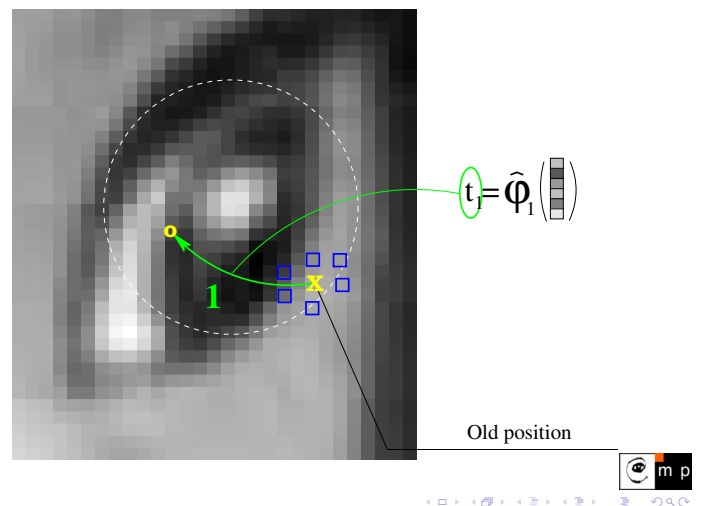 t₁=φ̂₁( )
o
x
1
Old position
m p